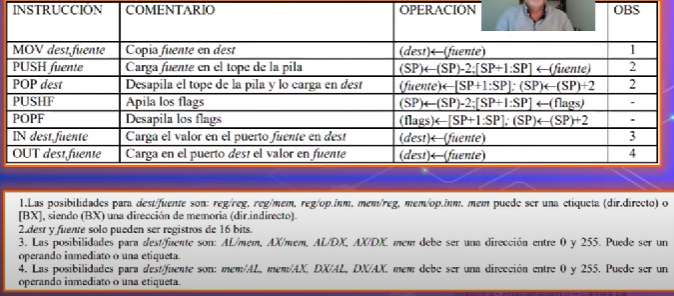 INSTRUCCIÓN COMENTARIO OPERACIÓN OBS
MOV dest,fuente Copia fuente en dest (dest)←(fuente) 1
PUSH fuente Carga fuente en el tope de la pila (SP)←(SP)-2;[SP+1:SP] ←(fuente) 2
POP dest Desapila el tope de la pila y lo carga en dest (fuente)←[SP+1:SP]; (SP)←(SP)+2 2
PUSHF Apila los flags (SP)←(SP)-2;[SP+1:SP] ←(flags) -
POPF Desapila los flags (flags)←[SP+1:SP]; (SP)←(SP)+2 -
IN dest,fuente Carga el valor en el puerto fuente en dest (dest)←(fuente) 3
OUT dest,fuente Carga en el puerto dest el valor en fuente (dest)←(fuente) 4
1.Las posibilidades para dest/fuente son: reg/reg, reg/mem, reg/op.inm, mem/reg, mem/op.inm. mem puede ser una etiqueta (dir.directo) o
[BX], siendo (BX) una dirección de memoria (dir.indirecto).
2.dest y fuente solo pueden ser registros de 16 bits.
3. Las posibilidades para dest/fuente son: AL/mem, AX/mem, AL/DX, AX/DX. mem debe ser una dirección entre 0 y 255. Puede ser un
operando inmediato o una etiqueta.
4. Las posibilidades para dest/fuente son: mem/AL, mem/AX, DX/AL, DX/AX. mem debe ser una dirección entre 0 y 255. Puede ser un
operando inmediato o una etiqueta.